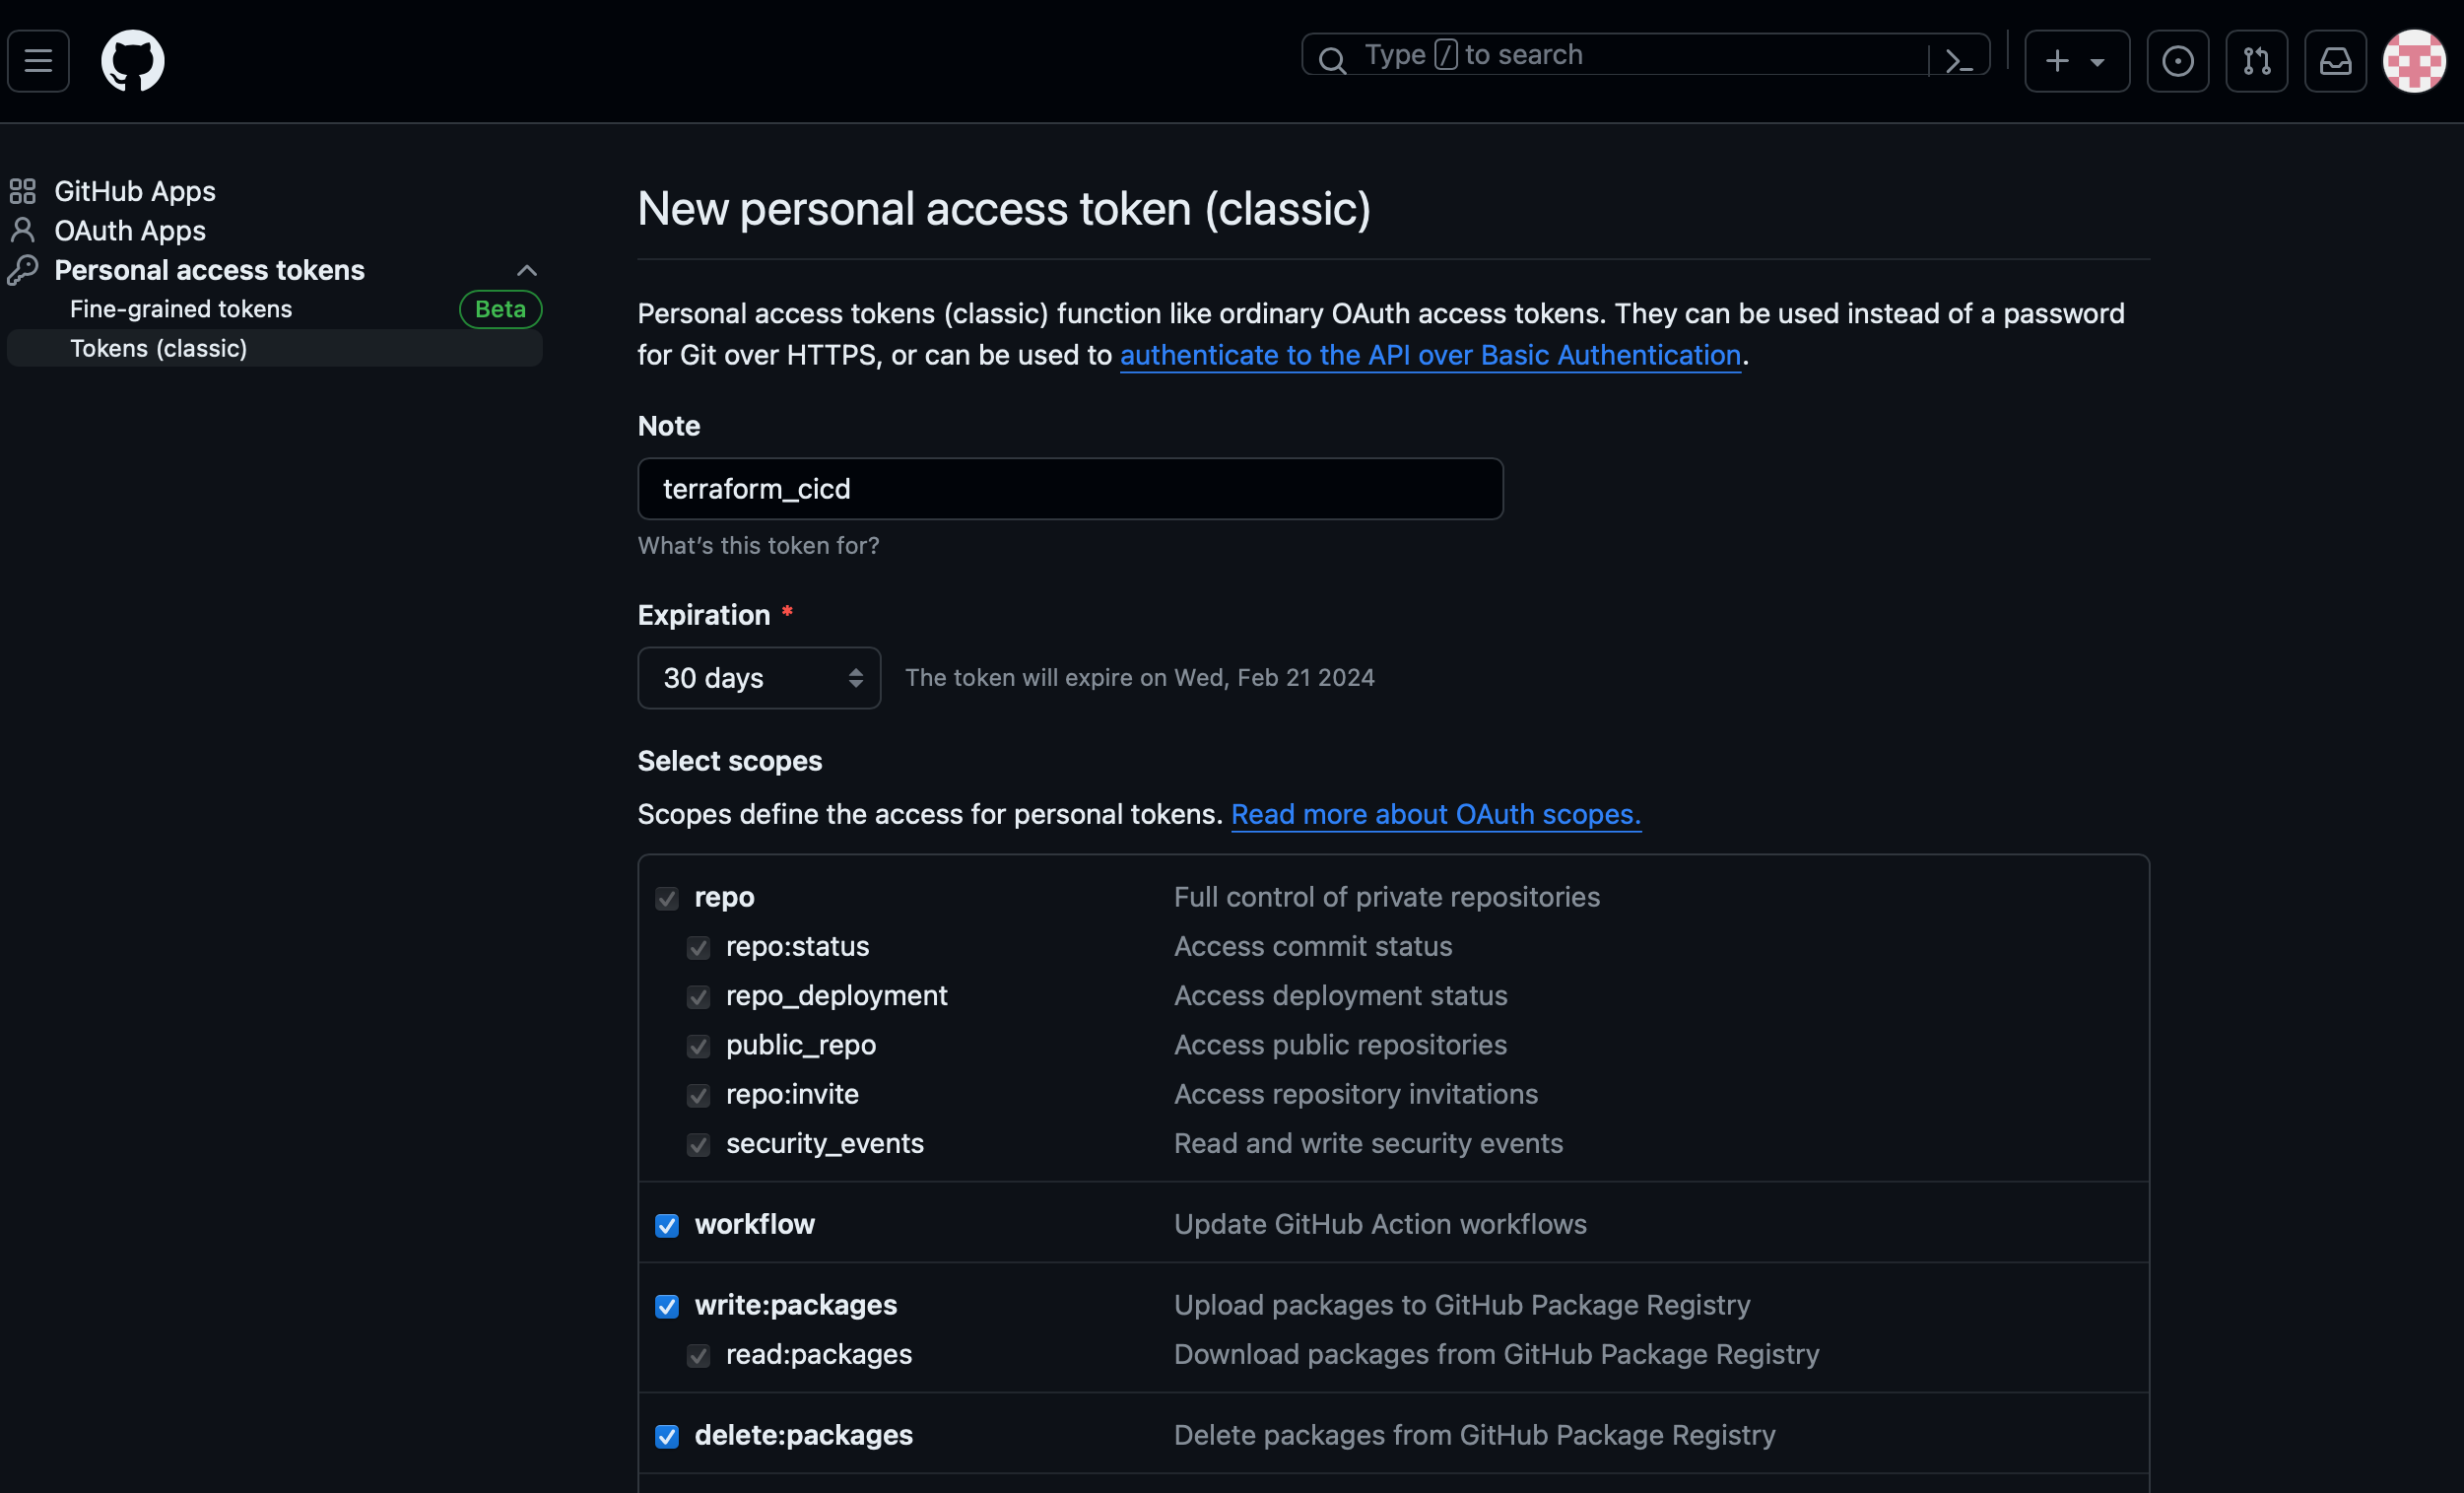 Type / to search
GitHub Apps
OAuth Apps
Personal access tokens
Fine-grained tokens Beta
Tokens (classic)
New personal access token (classic)
Personal access tokens (classic) function like ordinary OAuth access tokens. They can be used instead of a password
for Git over HTTPS, or can be used to authenticate to the API over Basic Authentication.
Note
terraform_cicd
What's this token for?
Expiration *
30 days The token will expire on Wed, Feb 21 2024
Select scopes
Scopes define the access for personal tokens. Read more about OAuth scopes.
repo Full control of private repositories
repo:status Access commit status
repo_deployment Access deployment status
public_repo Access public repositories
repo:invite Access repository invitations
security_events Read and write security events
workflow Update GitHub Action workflows
write:packages Upload packages to GitHub Package Registry
read:packages Download packages from GitHub Package Registry
delete:packages Delete packages from GitHub Package Registry